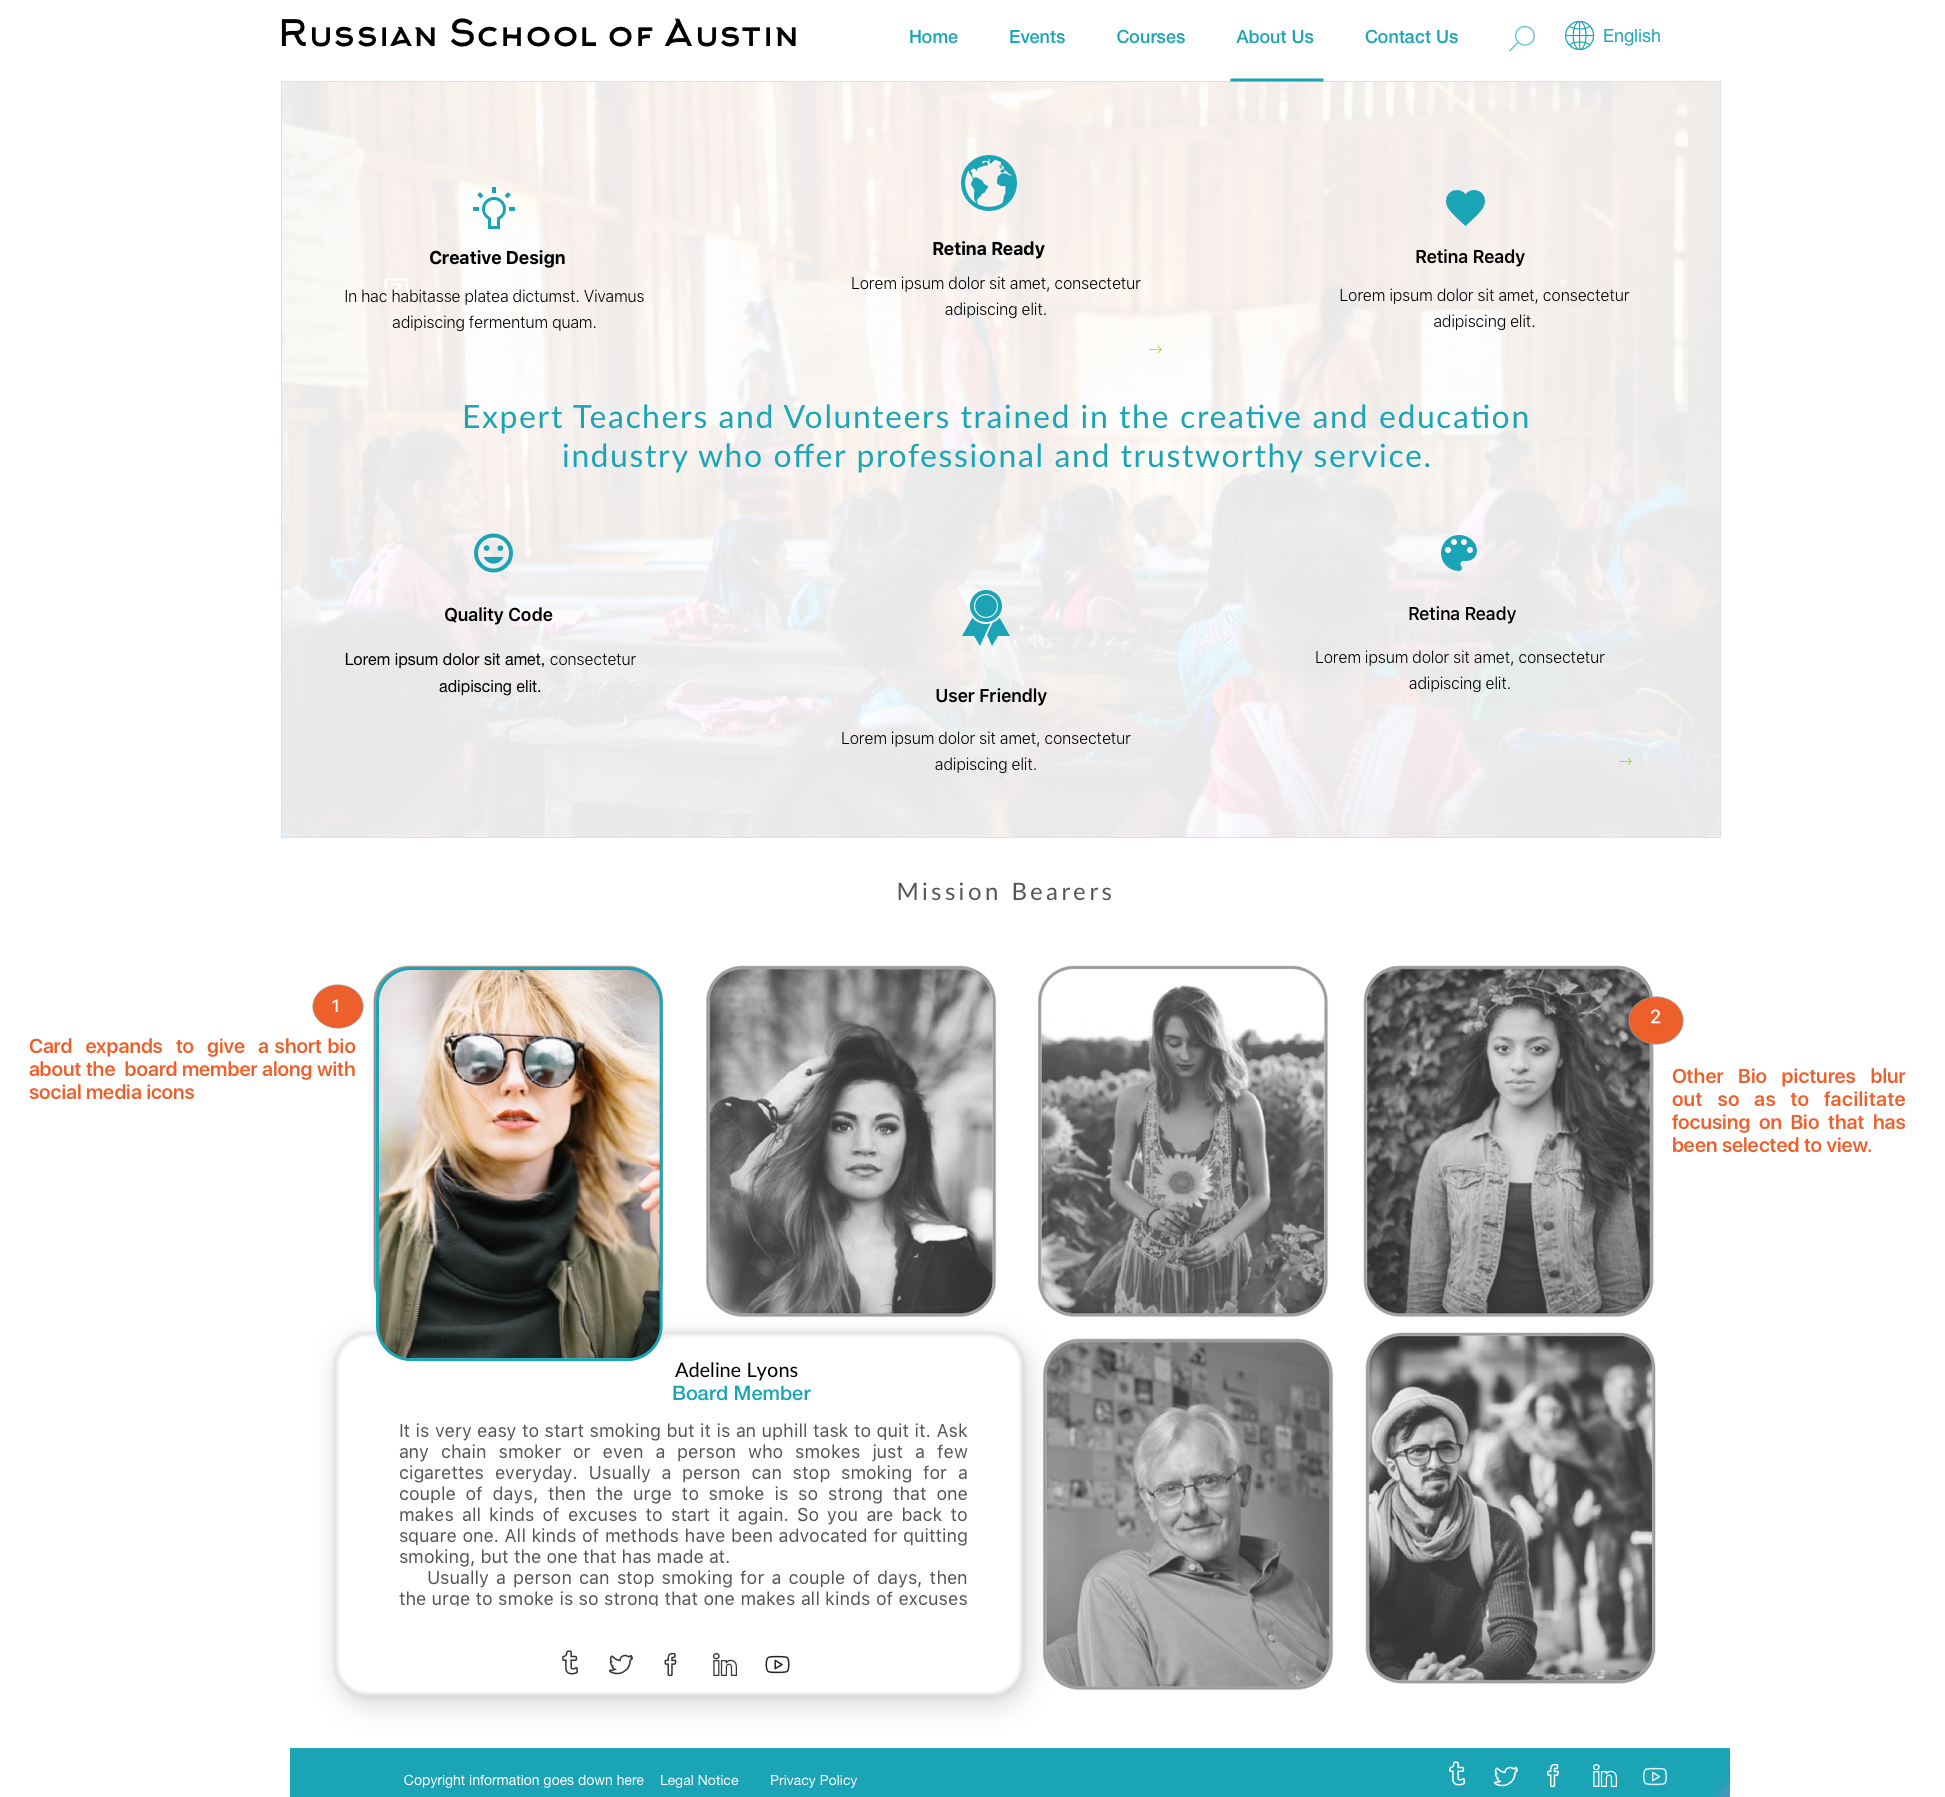 RUSSIAN SCHOOL OF AUSTIN
Home Events Courses About Us Contact Us English
Creative Design
In hac habitasse platea dictumst. Vivamus
adipiscing fermentum quam.
Retina Ready
Lorem ipsum dolor sit amet, consectetur
adipiscing elit.
Retina Ready
Lorem ipsum dolor sit amet, consectetur
adipiscing elit.
Expert Teachers and Volunteers trained in the creative and education
industry who offer professional and trustworthy service.
Quality Code
Lorem ipsum dolor sit amet, consectetur
adipiscing elit.
User Friendly
Lorem ipsum dolor sit amet, consectetur
adipiscing elit.
Retina Ready
Lorem ipsum dolor sit amet, consectetur
adipiscing elit.
Mission Bearers
1
Card expands to give a short bio
about the board member along with
social media icons
2
Other Bio pictures blur
out so as to facilitate
focusing on Bio that has
been selected to view.
Adeline Lyons
Board Member
It is very easy to start smoking but it is an uphill task to quit it. Ask
any chain smoker or even a person who smokes just a few
cigarettes everyday. Usually a person can stop smoking for a
couple of days, then the urge to smoke is so strong that one
makes all kinds of excuses to start it again. So you are back to
square one. All kinds of methods have been advocated for quitting
smoking, but the one that has made at.
Usually a person can stop smoking for a couple of days, then
the urge to smoke is so strong that one makes all kinds of excuses
Copyright information goes down here Legal Notice Privacy Policy